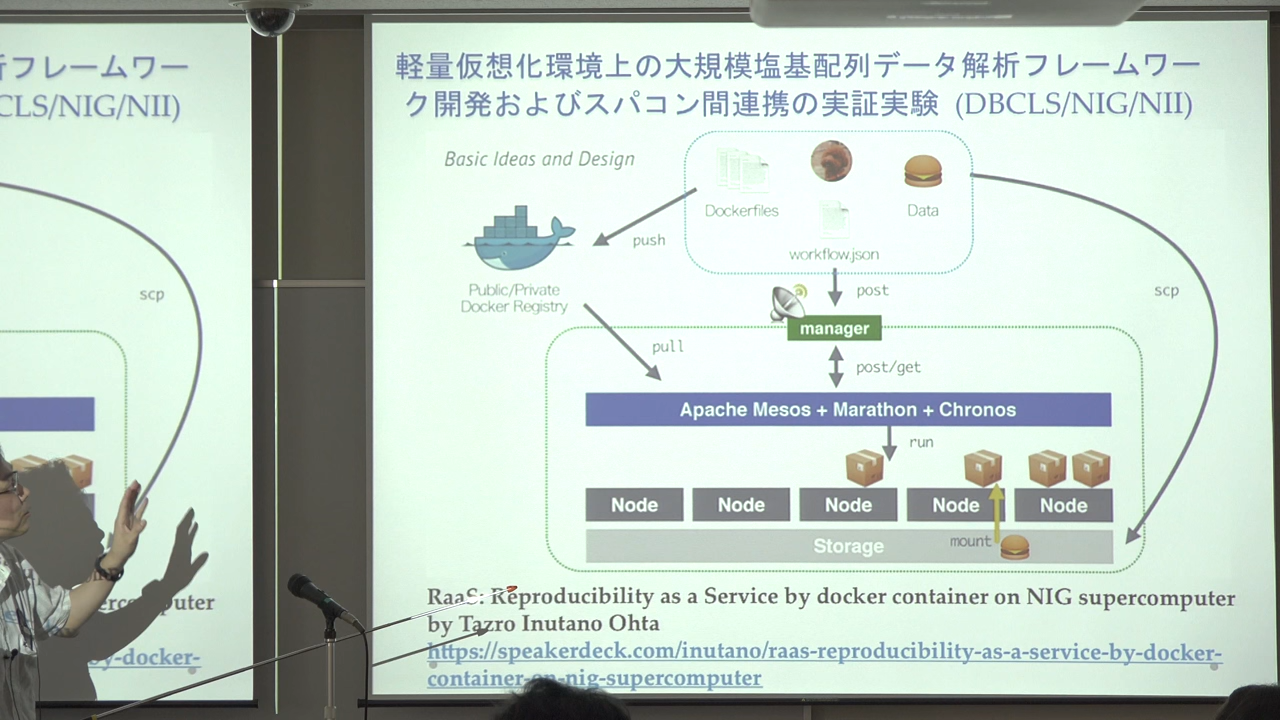 析フレームワー
CLS/NIG/NII)
scp
ercomputer
by-docker-
軽量仮想化環境上の大規模塩基配列データ解析フレームワー
ク開発およびスパコン間連携の実証実験 (DBCLS/NIG/NII)
Basic Ideas and Design
Dockerfiles
Data
workflow.json
push
post
scp
Public/Private
Docker Registry
manager
pull
post/get
Apache Mesos + Marathon + Chronos
run
Node Node Node Node Node
Storage
mount
RaaS: Reproducibility as a Service by docker container on NIG supercomputer
by Tazro Inutano Ohta
https://speakerdeck.com/inutano/raas-reproducibility-as-a-service-by-docker-
container-on-nig-supercomputer